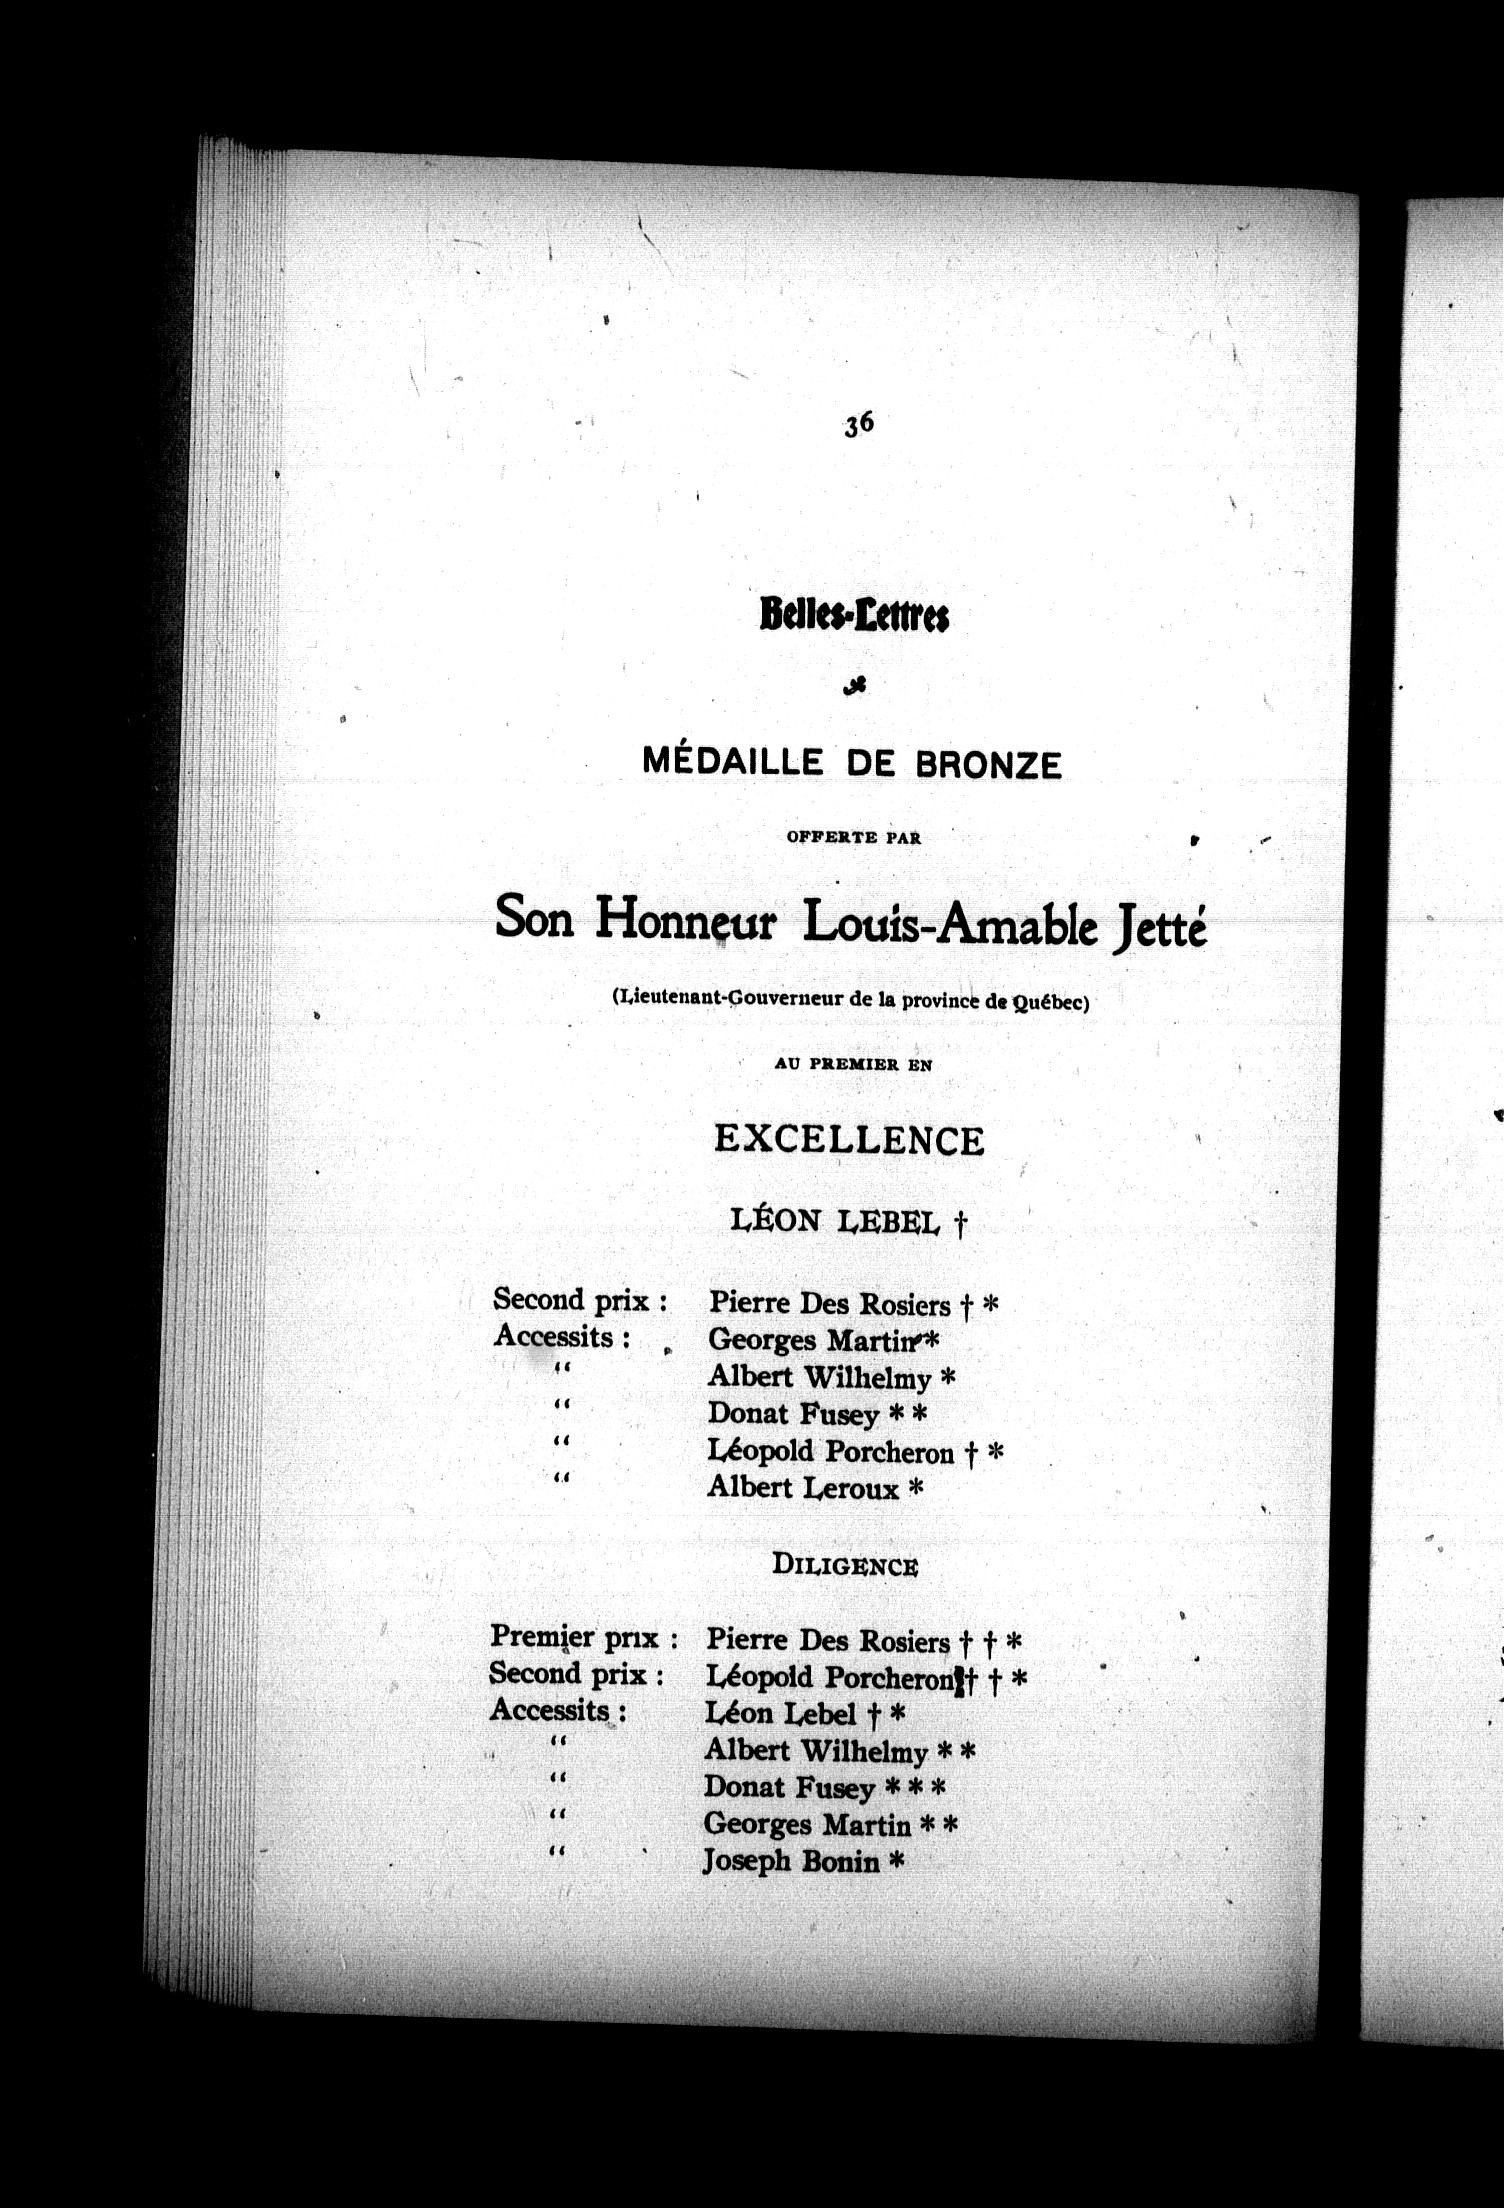 36
Belles-Lettres
MÉDAILLE DE BRONZE
OFFERTE PAR
Son Honneur Louis-Amable Jetté
(Lieutenant-Gouverneur de la province de Québec)
AU PREMIER EN
EXCELLENCE
LÉON LEBEL †
Second prix : Pierre Des Rosiers † *
Accessits : Georges Martin *
“ Albert Wilhelmy *
“ Donat Fusey * *
“ Léopold Porcheron † *
“ Albert Leroux *
DILIGENCE
Premier prix : Pierre Des Rosiers † † *
Second prix : Léopold Porcheron † † *
Accessits : Léon Lebel † *
“ Albert Wilhelmy * *
“ Donat Fusey * * *
“ Georges Martin * *
“ Joseph Bonin *